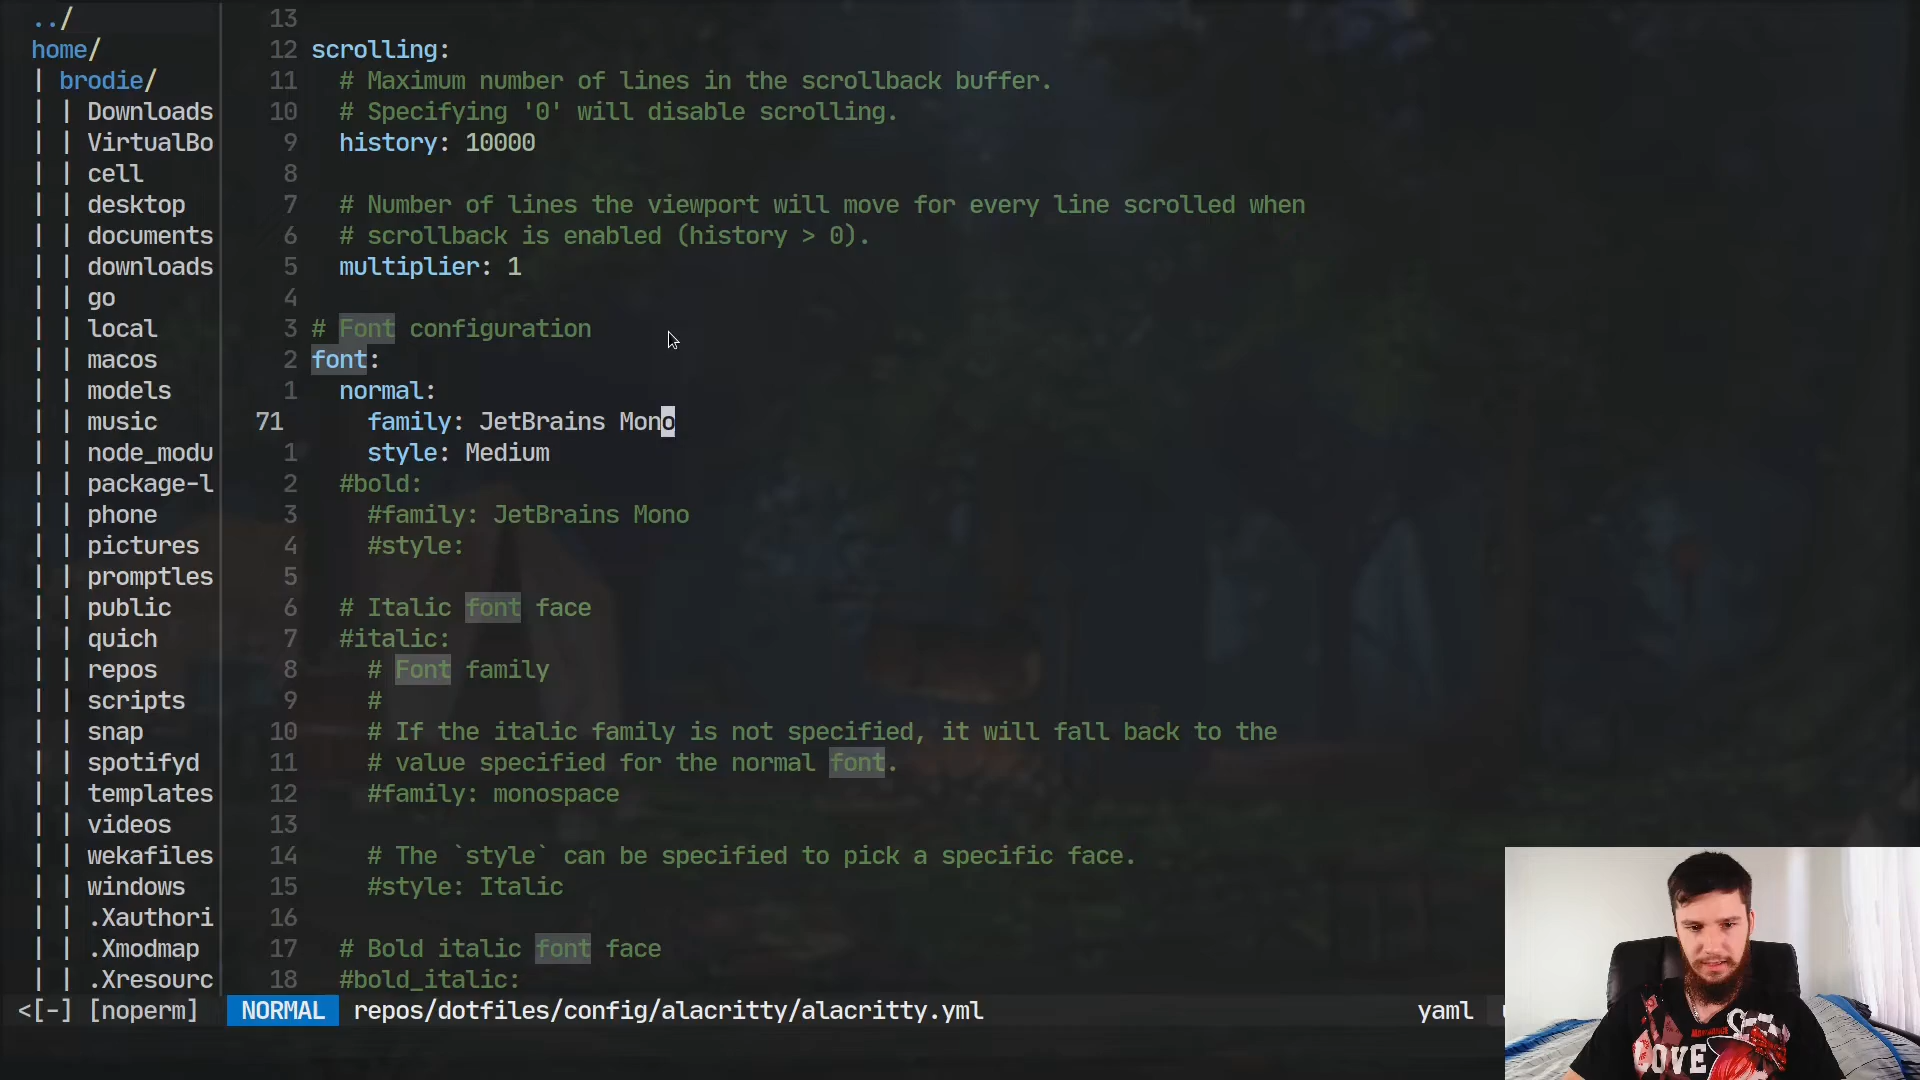 ../
home/
| brodie/
| | Downloads
| | VirtualBo
| | cell
| | desktop
| | documents
| | downloads
| | go
| | local
| | macos
| | models
| | music
| | node_modu
| | package-l
| | phone
| | pictures
| | promptles
| | public
| | quich
| | repos
| | scripts
| | snap
| | spotifyd
| | templates
| | videos
| | wekafiles
| | windows
| | .Xauthori
| | .Xmodmap
| | .Xresourc
<[-] [noperm]
13
12 scrolling:
11 # Maximum number of lines in the scrollback buffer.
10 # Specifying '0' will disable scrolling.
9 history: 10000
8
7 # Number of lines the viewport will move for every line scrolled when
6 # scrollback is enabled (history > 0).
5 multiplier: 1
4
3 # Font configuration
2 font:
1 normal:
71 family: JetBrains Mono
1 style: Medium
2 #bold:
3 #family: JetBrains Mono
4 #style:
5
6 # Italic font face
7 #italic:
8 # Font family
9 #
10 # If the italic family is not specified, it will fall back to the
11 # value specified for the normal font.
12 #family: monospace
13
14 # The `style` can be specified to pick a specific face.
15 #style: Italic
16
17 # Bold italic font face
18 #bold_italic:
NORMAL repos/dotfiles/config/alacritty/alacritty.yml yaml
LOVE